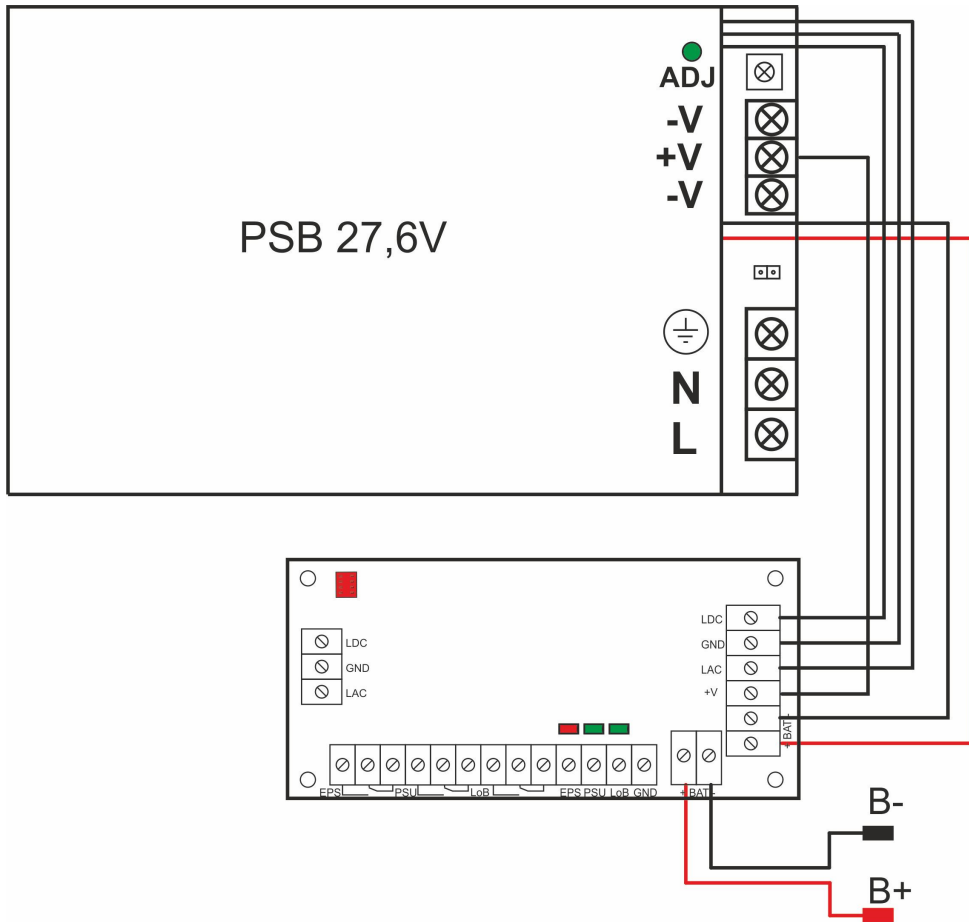 ADJ
-V
+V
-V
PSB 27,6V
N
L
LDC
GND
LAC
+V
+ BAT -
LDC
GND
LAC
EPS PSU LoB EPS PSU LoB GND
+ BAT -
B-
B+